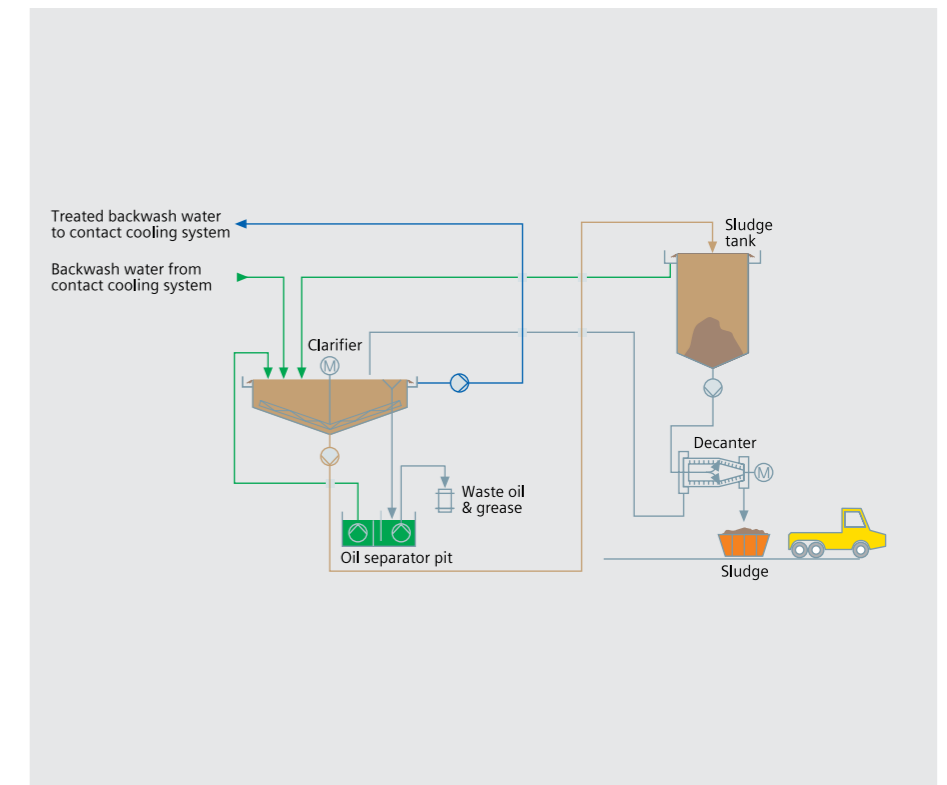 Treated backwash water
to contact cooling system
Sludge
tank
Backwash water from
contact cooling system
Clarifier
M
Decanter
M
Waste oil
& grease
Oil separator pit
Sludge